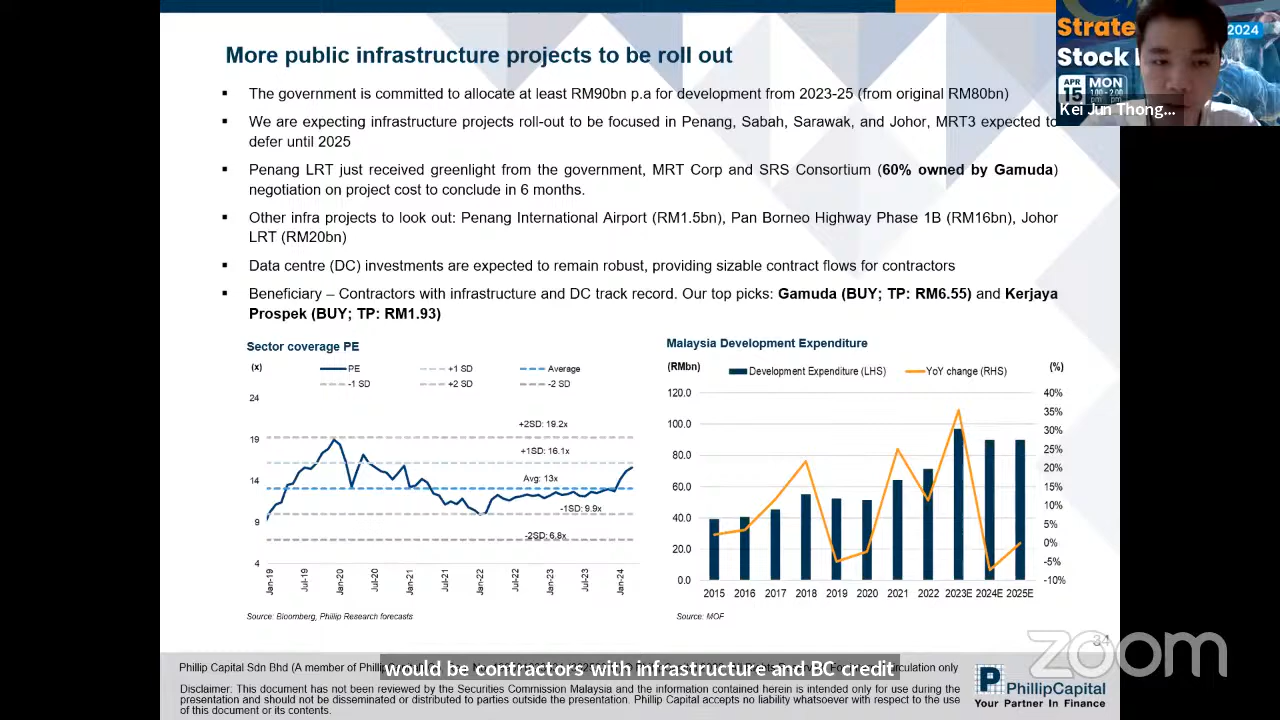 More public infrastructure projects to be roll out
Strate
2024
Stock
APR
15
MON
1:00 - 2:00
Kei Jun Thong...
▪ The government is committed to allocate at least RM90bn p.a for development from 2023-25 (from original RM80bn)
▪ We are expecting infrastructure projects roll-out to be focused in Penang, Sabah, Sarawak, and Johor, MRT3 expected to
defer until 2025
▪ Penang LRT just received greenlight from the government, MRT Corp and SRS Consortium (60% owned by Gamuda)
negotiation on project cost to conclude in 6 months.
▪ Other infra projects to look out: Penang International Airport (RM1.5bn), Pan Borneo Highway Phase 1B (RM16bn), Johor
LRT (RM20bn)
▪ Data centre (DC) investments are expected to remain robust, providing sizable contract flows for contractors
▪ Beneficiary – Contractors with infrastructure and DC track record. Our top picks: Gamuda (BUY; TP: RM6.55) and Kerjaya
Prospek (BUY; TP: RM1.93)
Sector coverage PE
(x)
PE
+1 SD
Average
-1 SD
+2 SD
-2 SD
24
19
14
9
4
+2SD: 19.2x
+1SD: 16.1x
Avg: 13x
-1SD: 9.9x
-2SD: 6.8x
Jan-19
Jul-19
Jan-20
Jul-20
Jan-21
Jul-21
Jan-22
Jul-22
Jan-23
Jul-23
Jan-24
Source: Bloomberg, Phillip Research forecasts
Malaysia Development Expenditure
(RMbn)
Development Expenditure (LHS)
YoY change (RHS)
(%)
120.0
100.0
80.0
60.0
40.0
20.0
0.0
40%
35%
30%
25%
20%
15%
10%
5%
0%
-5%
-10%
2015 2016 2017 2018 2019 2020 2021 2022 2023E 2024E 2025E
Source: MOF
34
zoom
Phillip Capital Sdn Bhd (A member of Philli
culation only
would be contractors with infrastructure and BC credit
Disclaimer: This document has not been reviewed by the Securities Commission Malaysia and the information contained herein is intended only for use during the
presentation and should not be disseminated or distributed to parties outside the presentation. Phillip Capital accepts no liability whatsoever with respect to the use
of this document or its contents.
PhillipCapital
Your Partner In Finance